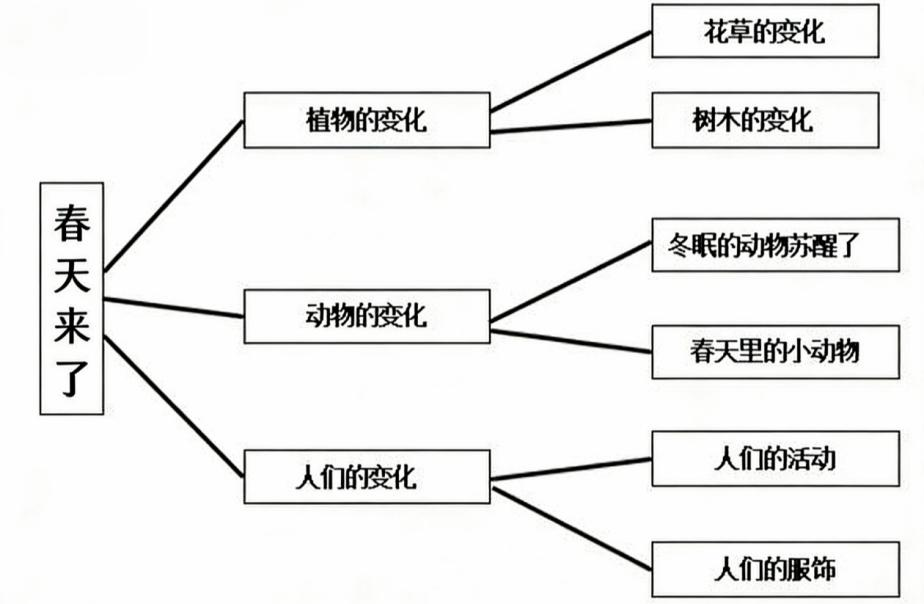 春天来了
植物的变化
花草的变化
树木的变化
动物的变化
冬眠的动物苏醒了
春天里的小动物
人们的变化
人们的活动
人们的服饰